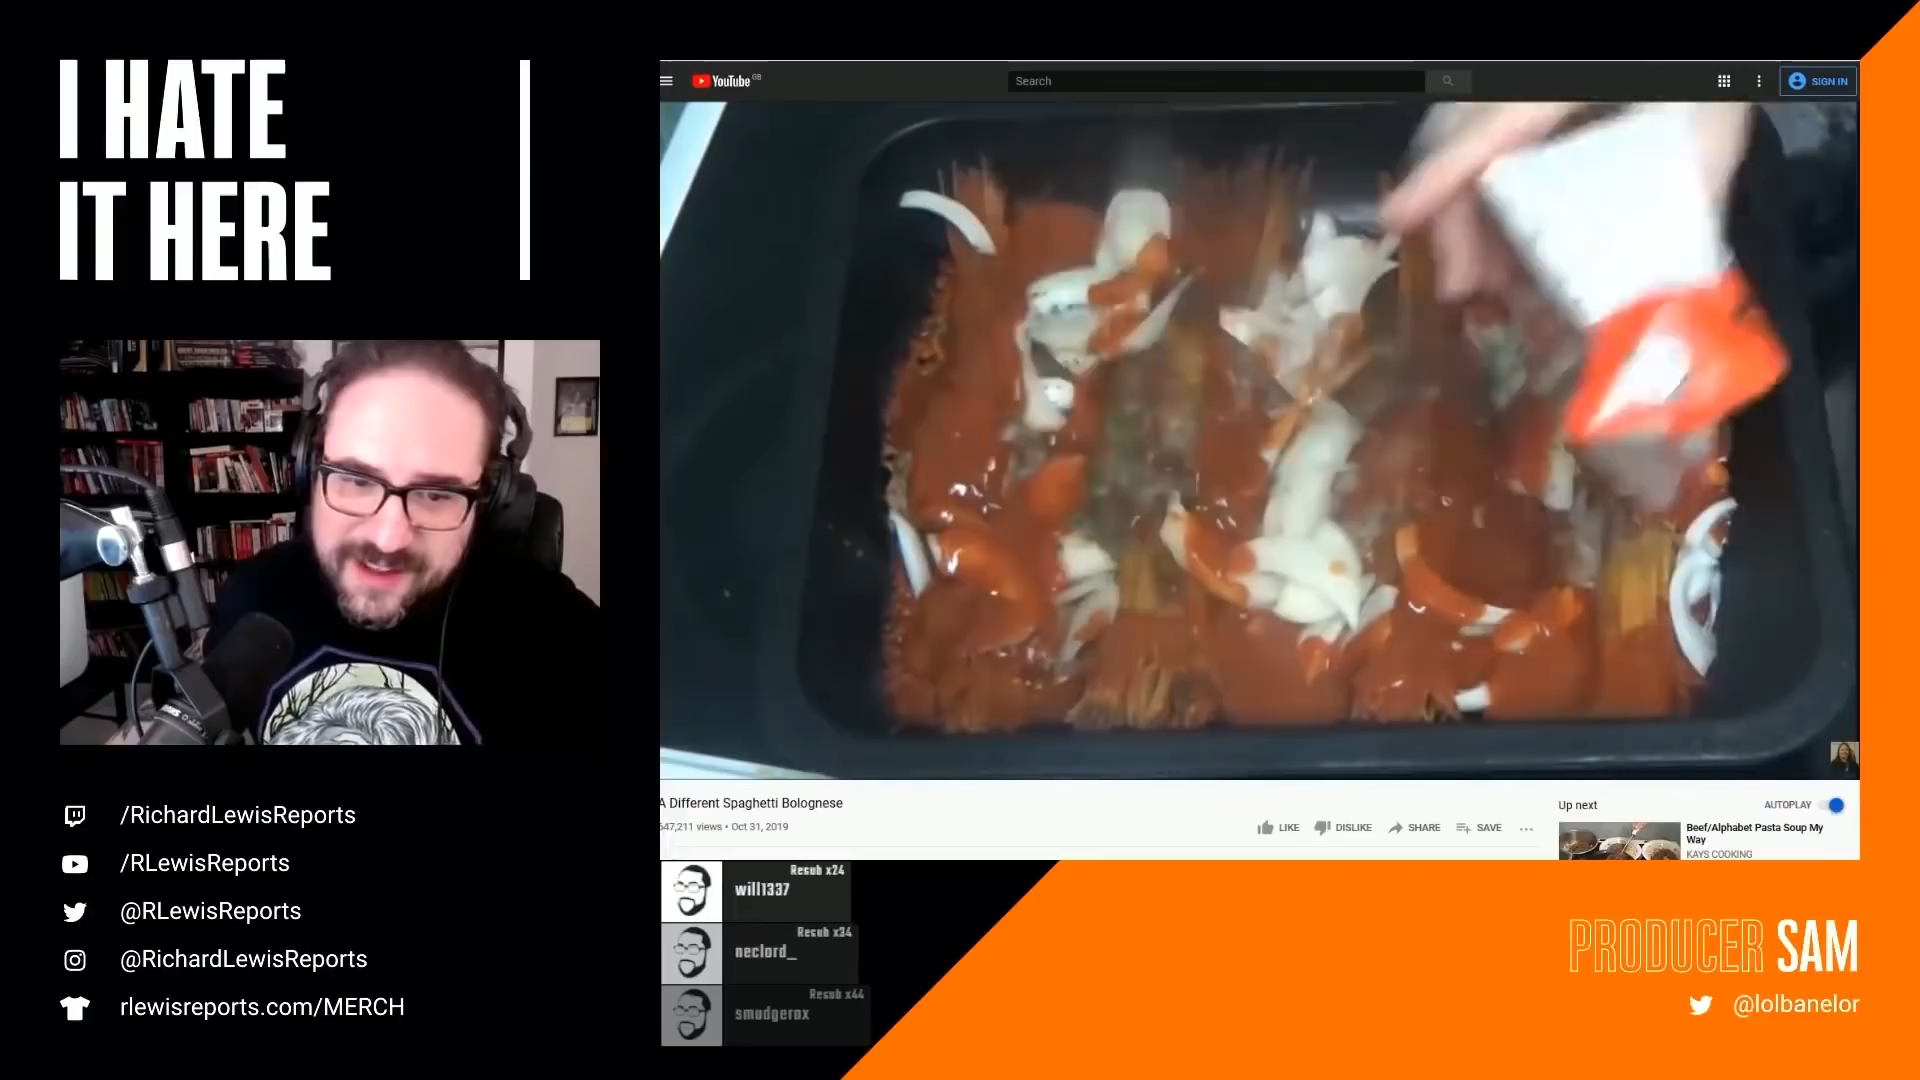 I HATE
IT HERE
/RichardLewisReports
/RLewisReports
@RLewisReports
@RichardLewisReports
rlewisreports.com/MERCH
YouTube GB
Search
SIGN IN
A Different Spaghetti Bolognese
647,211 views • Oct 31, 2019
LIKE
DISLIKE
SHARE
SAVE
Up next
AUTOPLAY
Beef/Alphabet Pasta Soup My
Way
KAYS COOKING
Resub x24
will1337
Resub x34
neclord_
Resub x44
smudgerox
PRODUCER SAM
@lolbanelor